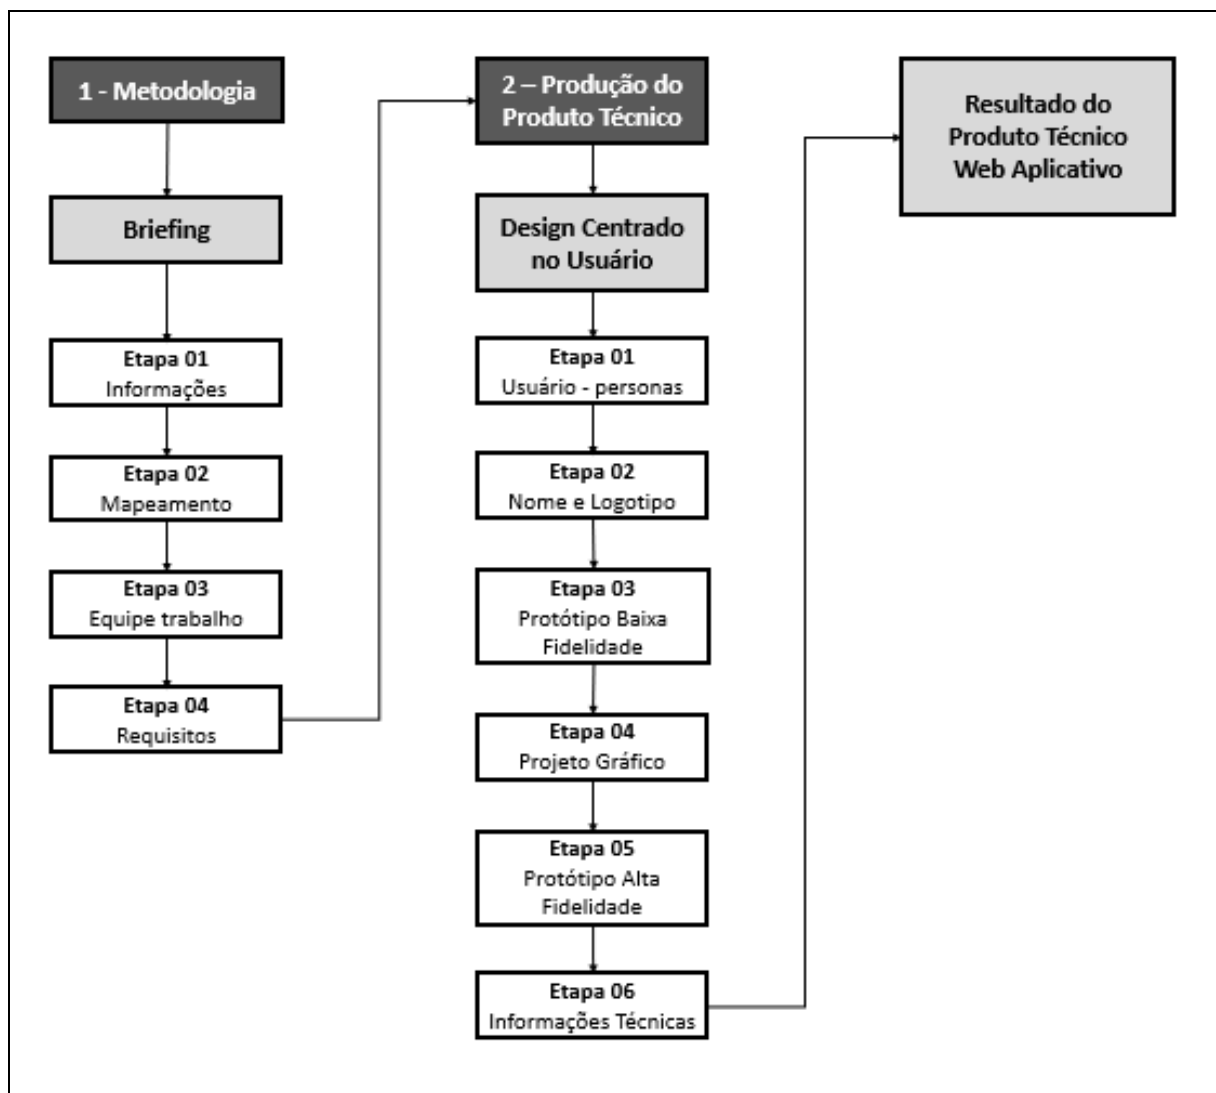 1 - Metodologia
Briefing
Etapa 01
Informações
Etapa 02
Mapeamento
Etapa 03
Equipe trabalho
Etapa 04
Requisitos
2 – Produção do
Produto Técnico
Design Centrado
no Usuário
Etapa 01
Usuário - personas
Etapa 02
Nome e Logotipo
Etapa 03
Protótipo Baixa
Fidelidade
Etapa 04
Projeto Gráfico
Etapa 05
Protótipo Alta
Fidelidade
Etapa 06
Informações Técnicas
Resultado do
Produto Técnico
Web Aplicativo